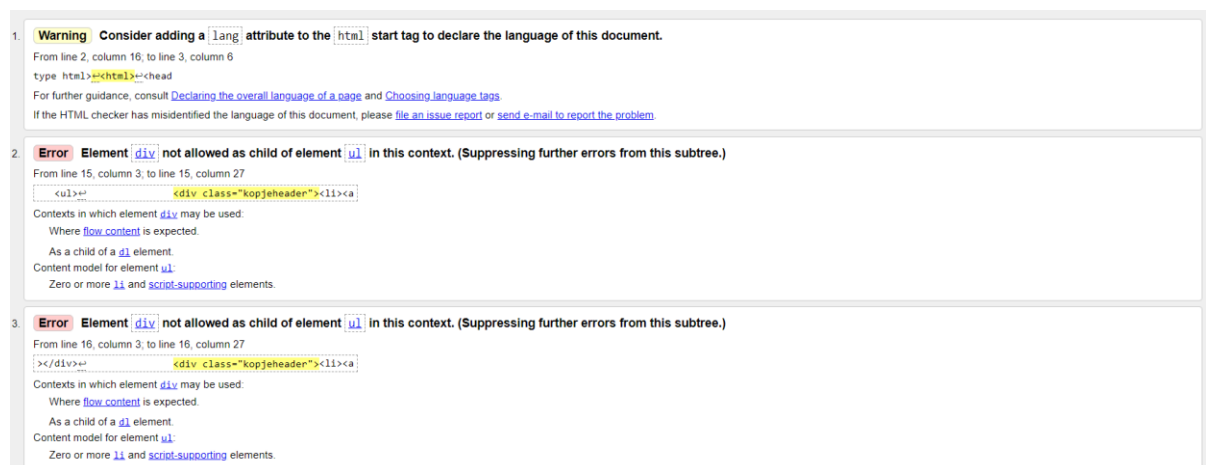 1. Warning Consider adding a lang attribute to the html start tag to declare the language of this document.
From line 2, column 16; to line 3, column 6
type html>↩<html>↩<head
For further guidance, consult Declaring the overall language of a page and Choosing language tags.
If the HTML checker has misidentified the language of this document, please file an issue report or send e-mail to report the problem.
2. Error Element div not allowed as child of element ul in this context. (Suppressing further errors from this subtree.)
From line 15, column 3; to line 15, column 27
<ul>↩ <div class="kopjeheader"><li><a
Contexts in which element div may be used:
Where flow content is expected.
As a child of a dl element.
Content model for element ul:
Zero or more li and script-supporting elements.
3. Error Element div not allowed as child of element ul in this context. (Suppressing further errors from this subtree.)
From line 16, column 3; to line 16, column 27
></div>↩ <div class="kopjeheader"><li><a
Contexts in which element div may be used:
Where flow content is expected.
As a child of a dl element.
Content model for element ul:
Zero or more li and script-supporting elements.